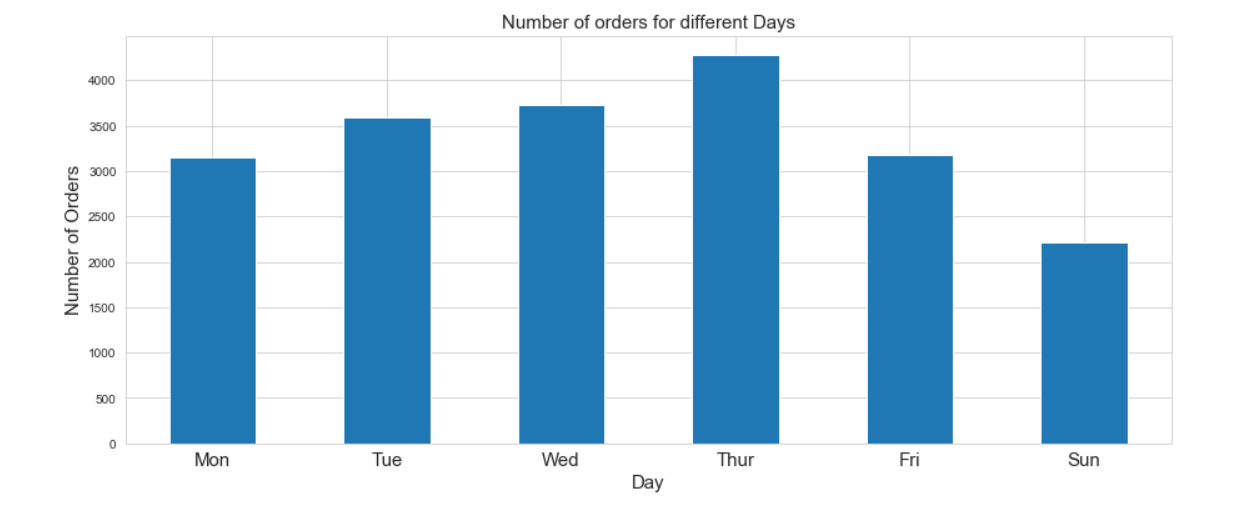 Number of orders for different Days
Number of Orders
4000
3500
3000
2500
2000
1500
1000
500
0
Mon Tue Wed Thur Fri Sun
Day